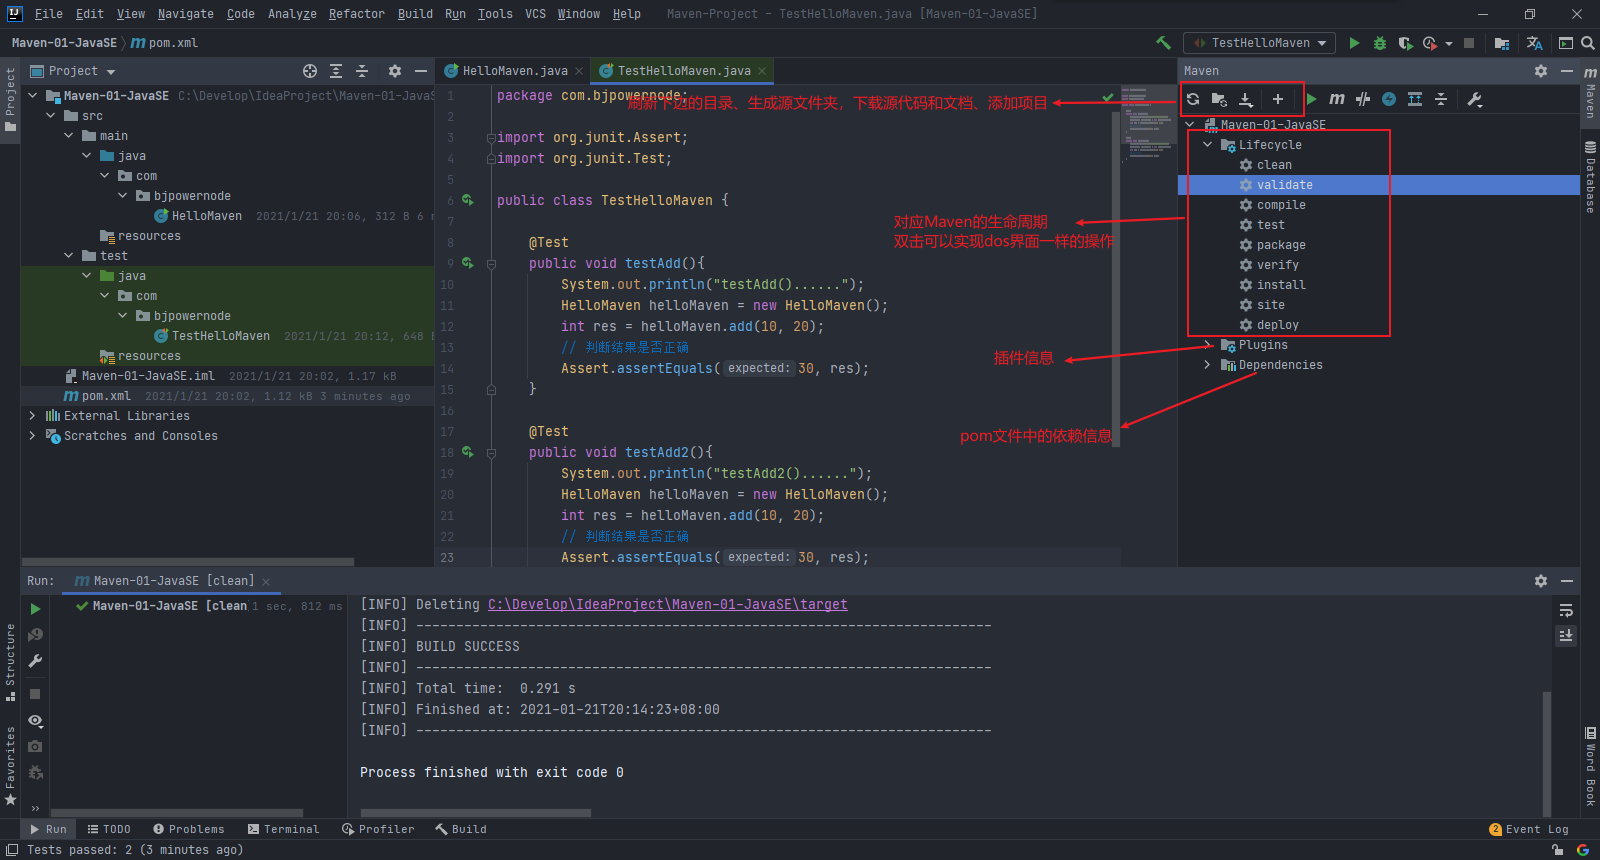 File Edit View Navigate Code Analyze Refactor Build Run Tools VCS Window Help Maven-Project - TestHelloMaven.java [Maven-01-JavaSE]
Maven-01-JavaSE pom.xml
TestHelloMaven
Project
Project
Maven-01-JavaSE C:\Develop\IdeaProject\Maven-01-JavaSE
src
main
java
com
bjpowernode
HelloMaven 2021/1/21 20:06, 312 B 6 m
resources
test
java
com
bjpowernode
TestHelloMaven 2021/1/21 20:12, 648 B
resources
Maven-01-JavaSE.iml 2021/1/21 20:02, 1.17 kB
pom.xml 2021/1/21 20:02, 1.12 kB 3 minutes ago
External Libraries
Scratches and Consoles
HelloMaven.java
TestHelloMaven.java
1 package com.bjpowernode;
刷新下边的目录、生成源文件夹，下载源代码和文档、添加项目
2
3 import org.junit.Assert;
4 import org.junit.Test;
5
6 public class TestHelloMaven {
7
8 @Test
9 public void testAdd(){
10 System.out.println("testAdd()......");
11 HelloMaven helloMaven = new HelloMaven();
12 int res = helloMaven.add(10, 20);
13 // 判断结果是否正确
14 Assert.assertEquals( expected: 30, res);
15 }
16
17 @Test
18 public void testAdd2(){
19 System.out.println("testAdd2()......");
20 HelloMaven helloMaven = new HelloMaven();
21 int res = helloMaven.add(10, 20);
22 // 判断结果是否正确
23 Assert.assertEquals( expected: 30, res);
对应Maven的生命周期
双击可以实现dos界面一样的操作
插件信息
pom文件中的依赖信息
Maven
Maven-01-JavaSE
Lifecycle
clean
validate
compile
test
package
verify
install
site
deploy
Plugins
Dependencies
Maven
Database
Word Book
Structure
Favorites
Run: Maven-01-JavaSE [clean]
Maven-01-JavaSE [clean 1 sec, 812 ms
[INFO] Deleting C:\Develop\IdeaProject\Maven-01-JavaSE\target
[INFO] ------------------------------------------------------------------------
[INFO] BUILD SUCCESS
[INFO] ------------------------------------------------------------------------
[INFO] Total time:  0.291 s
[INFO] Finished at: 2021-01-21T20:14:23+08:00
[INFO] ------------------------------------------------------------------------
Process finished with exit code 0
Run TODO Problems Terminal Profiler Build 2 Event Log
Tests passed: 2 (3 minutes ago)